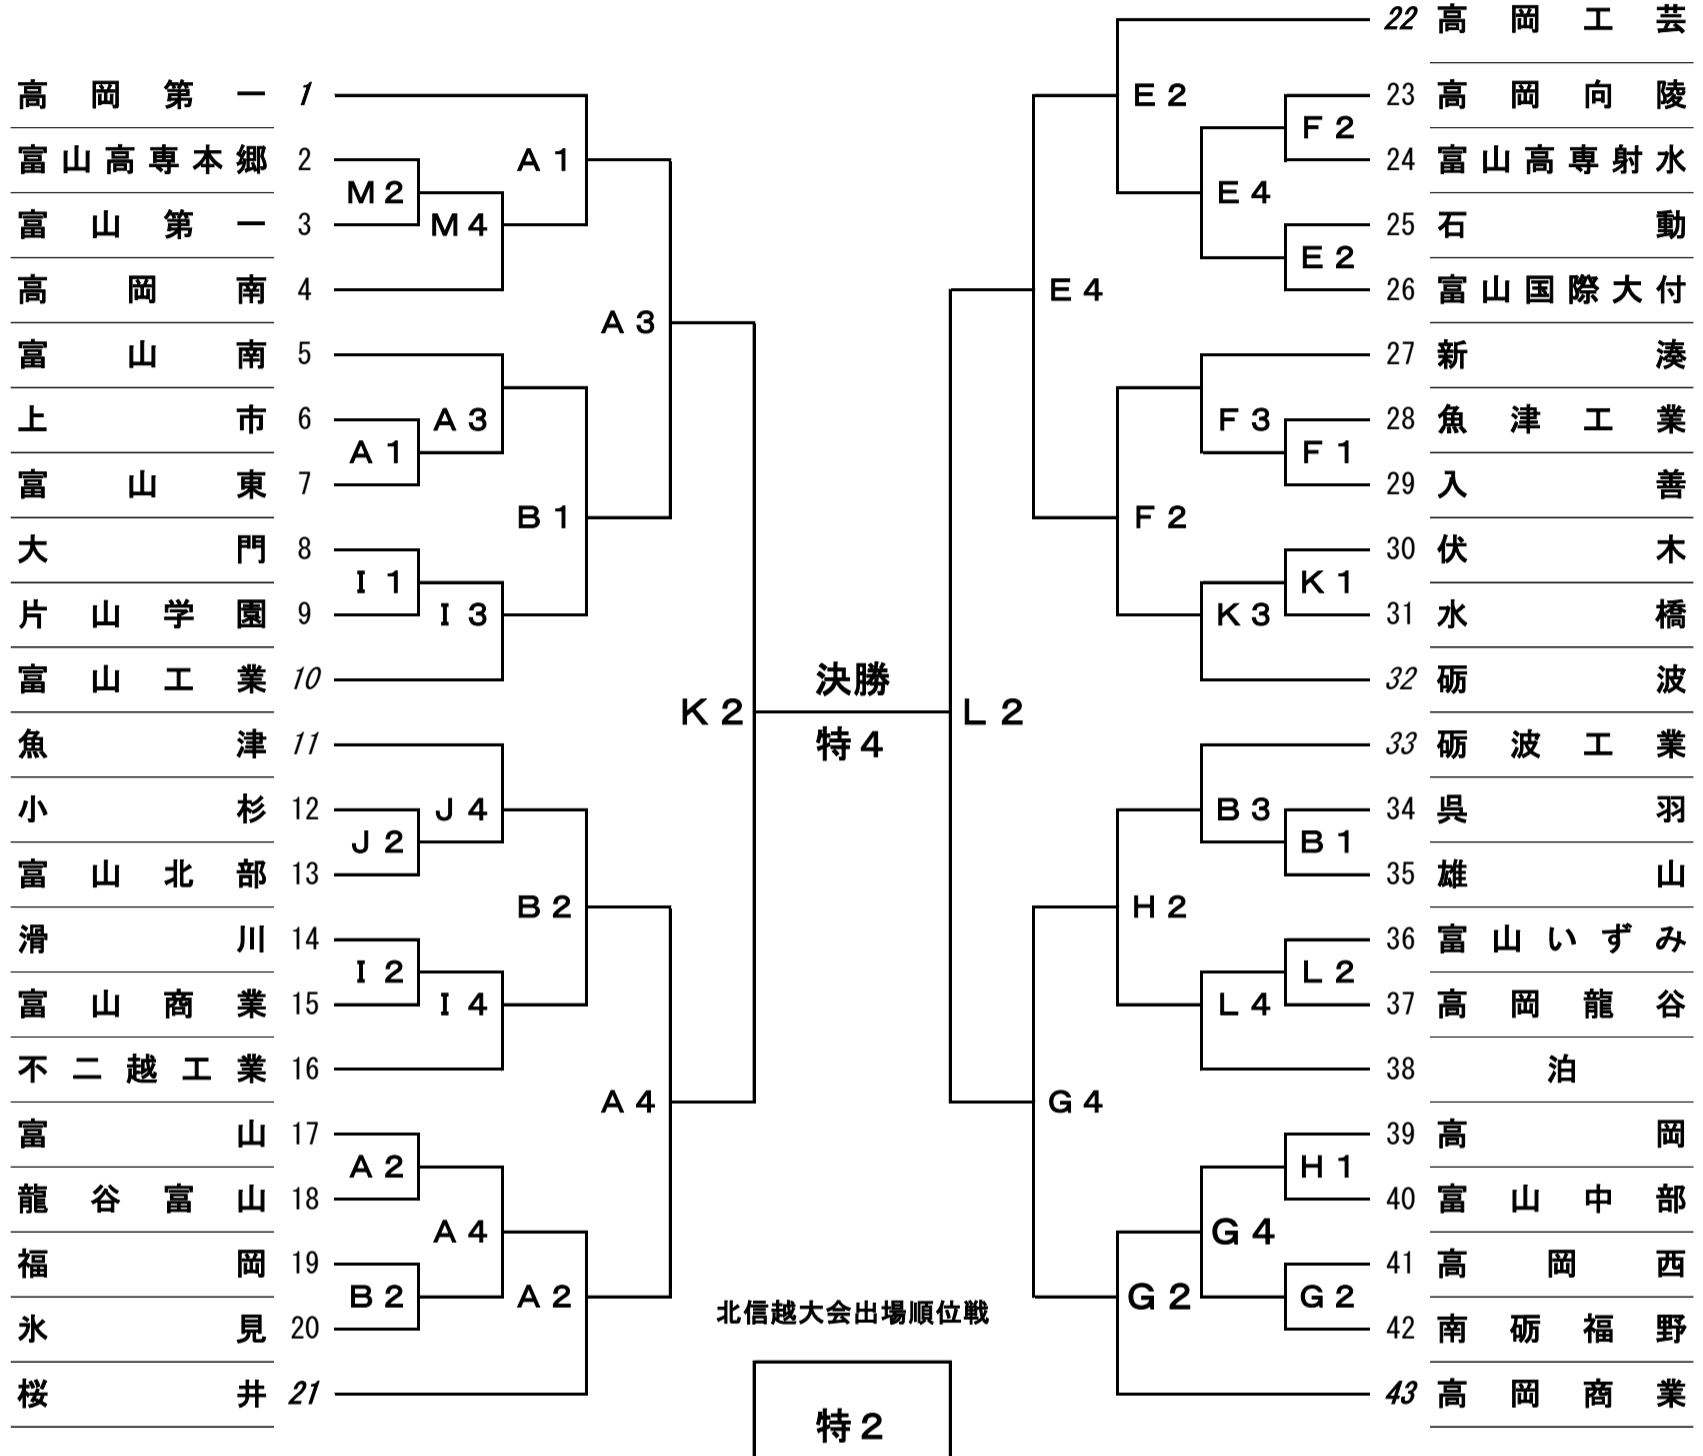 22 高岡工芸
高岡第一 1
E2
23 高岡向陵
F2
富山高専本郷 2
A1
24 富山高専射水
M2
E4
富山第一 3
M4
25 石動
E2
高岡南 4
E4
26 富山国際大付
A3
富山南 5
27 新湊
上市 6
A3
F3
28 魚津工業
A1
F1
富山東 7
29 入善
B1
F2
大門 8
30 伏木
I1
K1
片山学園 9
I3
K3
31 水橋
富山工業 10
決勝
32 砺波
K2
L2
魚津 11
特4
33 砺波工業
小杉 12
J4
B3
34 呉羽
J2
B1
富山北部 13
35 雄山
B2
H2
滑川 14
36 富山いずみ
I2
L2
富山商業 15
I4
L4
37 高岡龍谷
不二越工業 16
38 泊
A4
G4
富山 17
39 高岡
A2
H1
龍谷富山 18
40 富山中部
A4
G4
福岡 19
41 高岡西
B2
A2
北信越大会出場順位戦
G2
G2
氷見 20
42 南砺福野
桜井 21
43 高岡商業
特2